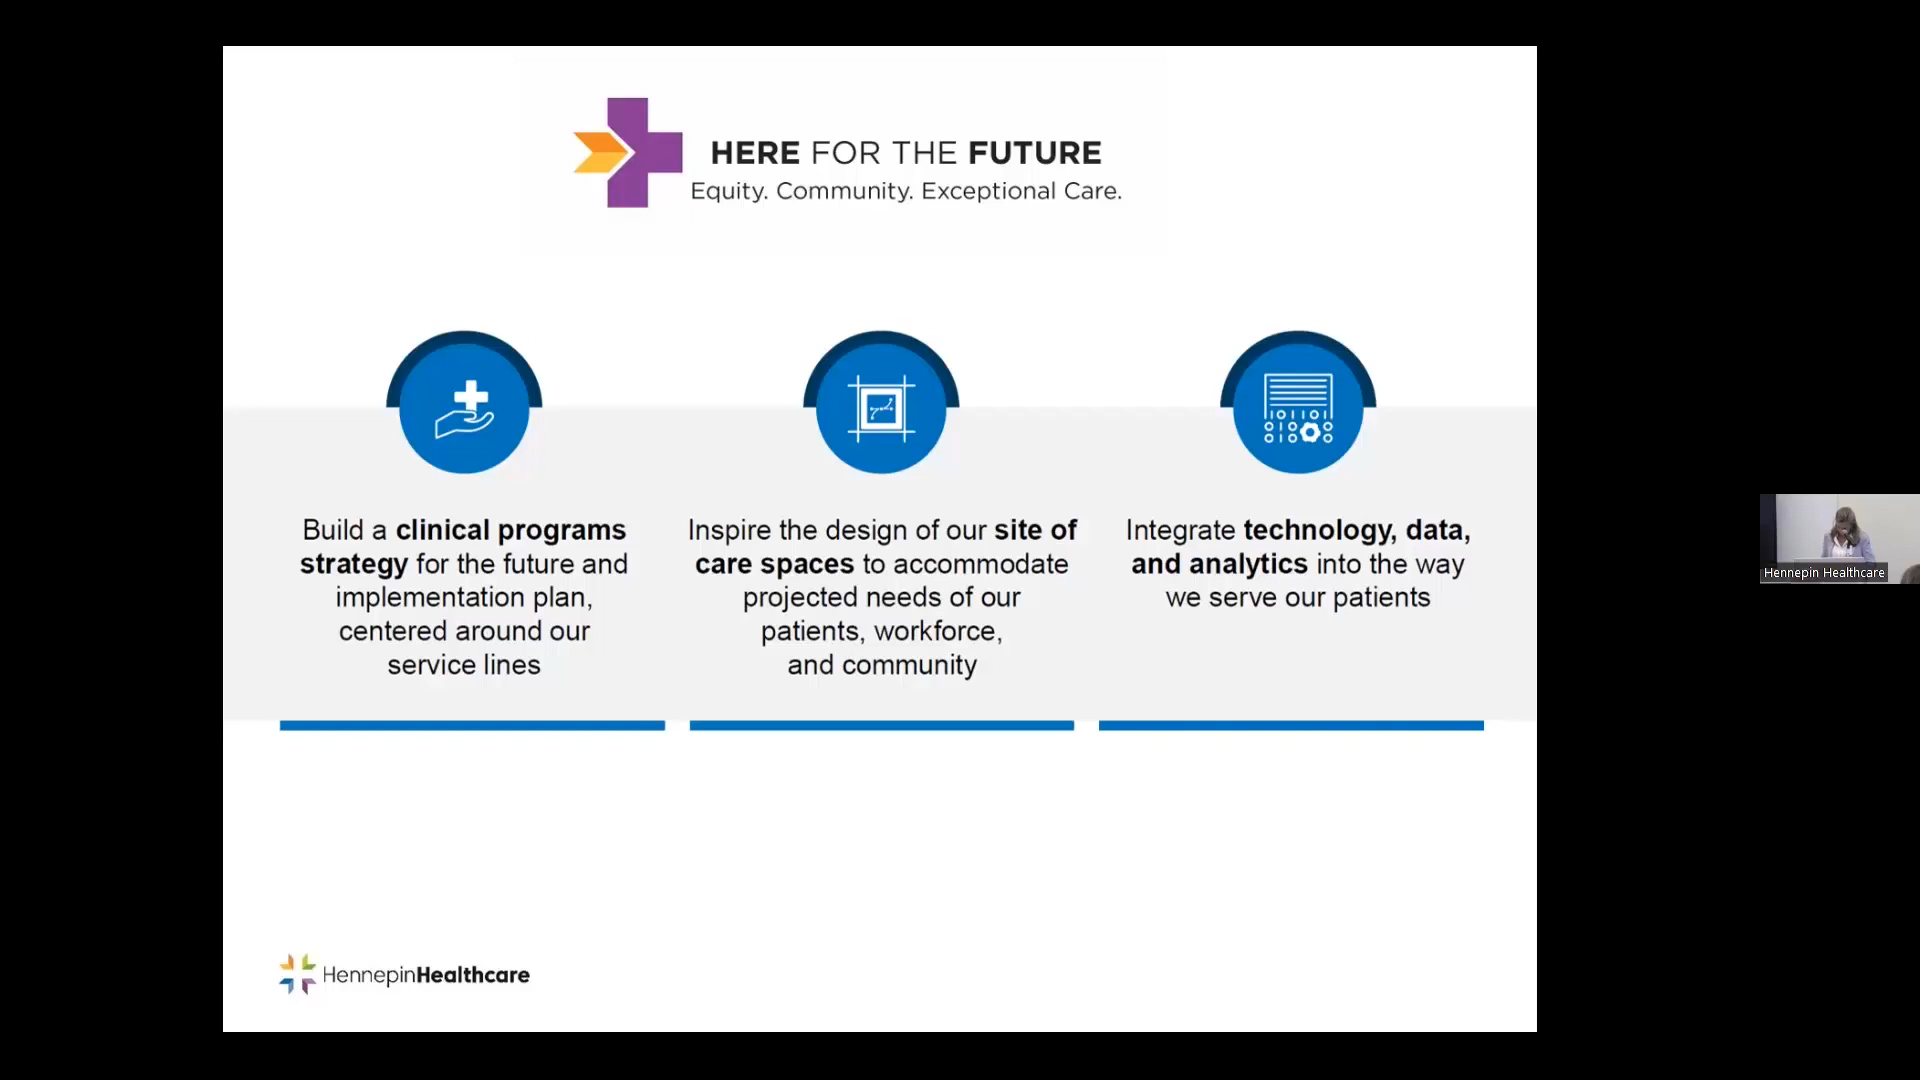 HERE FOR THE FUTURE
Equity. Community. Exceptional Care.
Build a clinical programs
strategy for the future and
implementation plan,
centered around our
service lines
Inspire the design of our site of
care spaces to accommodate
projected needs of our
patients, workforce,
and community
Integrate technology, data,
and analytics into the way
we serve our patients
Hennepin Healthcare
HennepinHealthcare